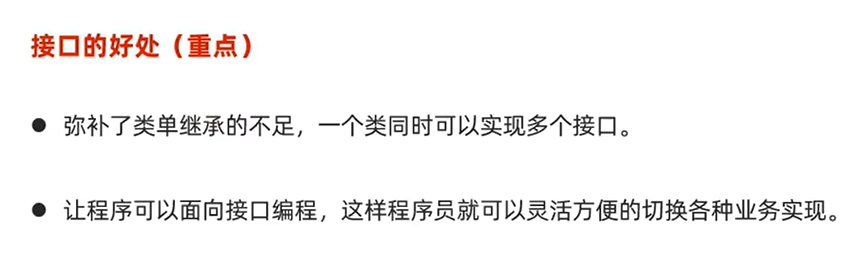 接口的好处（重点）
● 弥补了类单继承的不足，一个类同时可以实现多个接口。
● 让程序可以面向接口编程，这样程序员就可以灵活方便的切换各种业务实现。